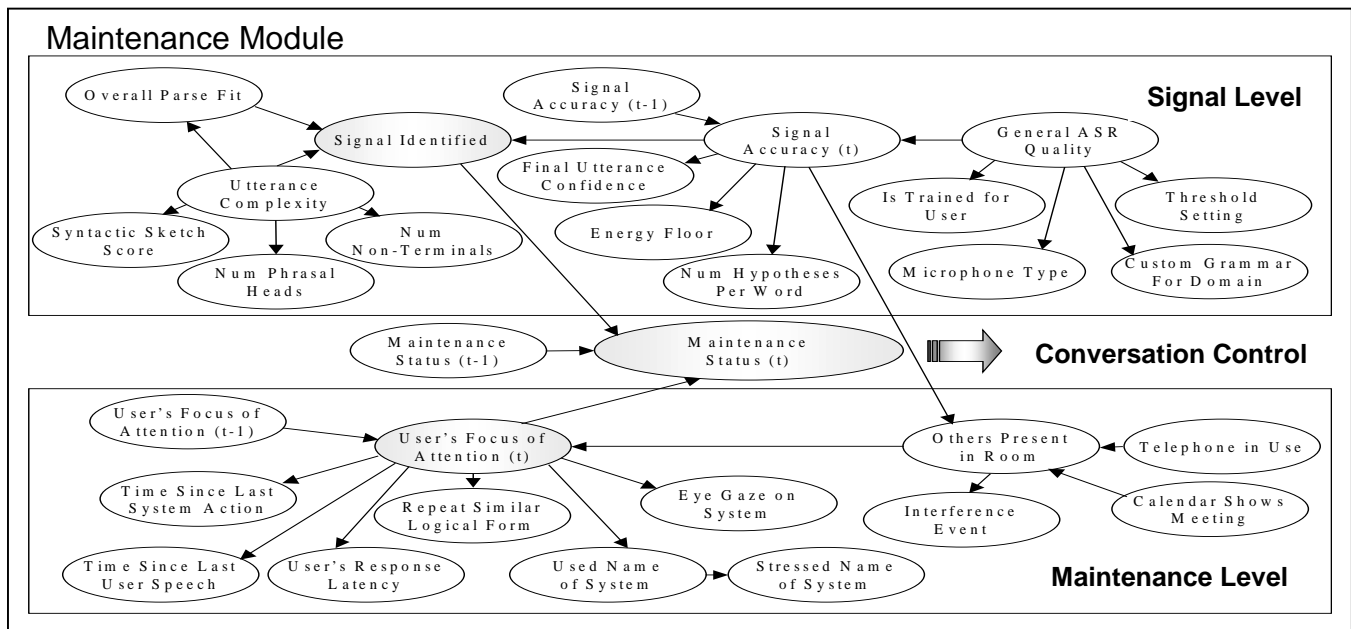 Maintenance Module
Signal Level
Overall Parse Fit
Signal
Accuracy (t-1)
Signal Identified
Signal
Accuracy (t)
General ASR
Quality
Final Utterance
Confidence
Utterance
Complexity
Is Trained for
User
Threshold
Setting
Syntactic Sketch
Score
Num
Non-Terminals
Energy Floor
Num Phrasal
Heads
Num Hypotheses
Per Word
Microphone Type
Custom Grammar
For Domain
Maintenance
Status (t-1)
Maintenance
Status (t)
Conversation Control
User's Focus of
Attention (t-1)
User's Focus of
Attention (t)
Others Present
in Room
Telephone in Use
Time Since Last
System Action
Repeat Similar
Logical Form
Eye Gaze on
System
Interference
Event
Calendar Shows
Meeting
Time Since Last
User Speech
User's Response
Latency
Used Name
of System
Stressed Name
of System
Maintenance Level